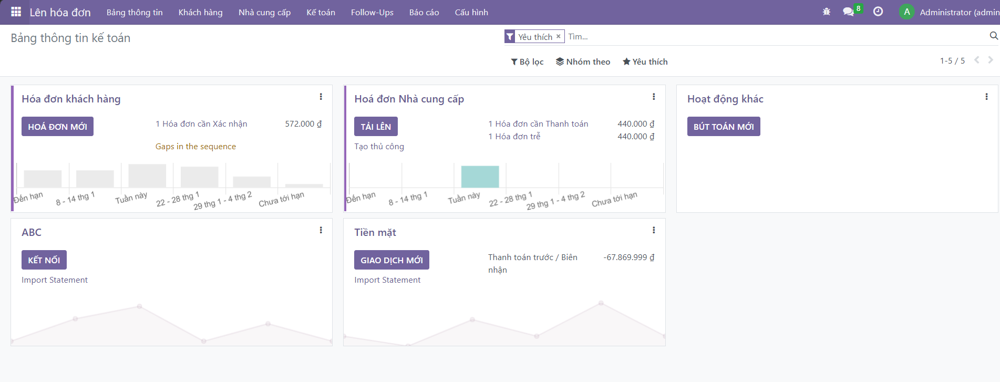 Lên hóa đơn Bảng thông tin Khách hàng Nhà cung cấp Kế toán Follow-Ups Báo cáo Cấu hình 8 A Administrator (admin
Bảng thông tin kế toán
Yêu thích × Tìm...
Bộ lọc Nhóm theo Yêu thích 1-5 / 5
Hóa đơn khách hàng
HOÁ ĐƠN MỚI
1 Hóa đơn cần Xác nhận 572.000 ₫
Gaps in the sequence
Đến hạn 8 - 14 thg 1 Tuần này 22 - 28 thg 1 29 thg 1 - 4 thg 2 Chưa tới hạn
Hoá đơn Nhà cung cấp
TẢI LÊN
Tạo thủ công
1 Hóa đơn cần Thanh toán 440.000 ₫
1 Hóa đơn trễ 440.000 ₫
Đến hạn 8 - 14 thg 1 Tuần này 22 - 28 thg 1 29 thg 1 - 4 thg 2 Chưa tới hạn
Hoạt động khác
BÚT TOÁN MỚI
ABC
KẾT NỐI
Import Statement
Tiền mặt
GIAO DỊCH MỚI
Import Statement
Thanh toán trước / Biên -67.869.999 ₫
nhận